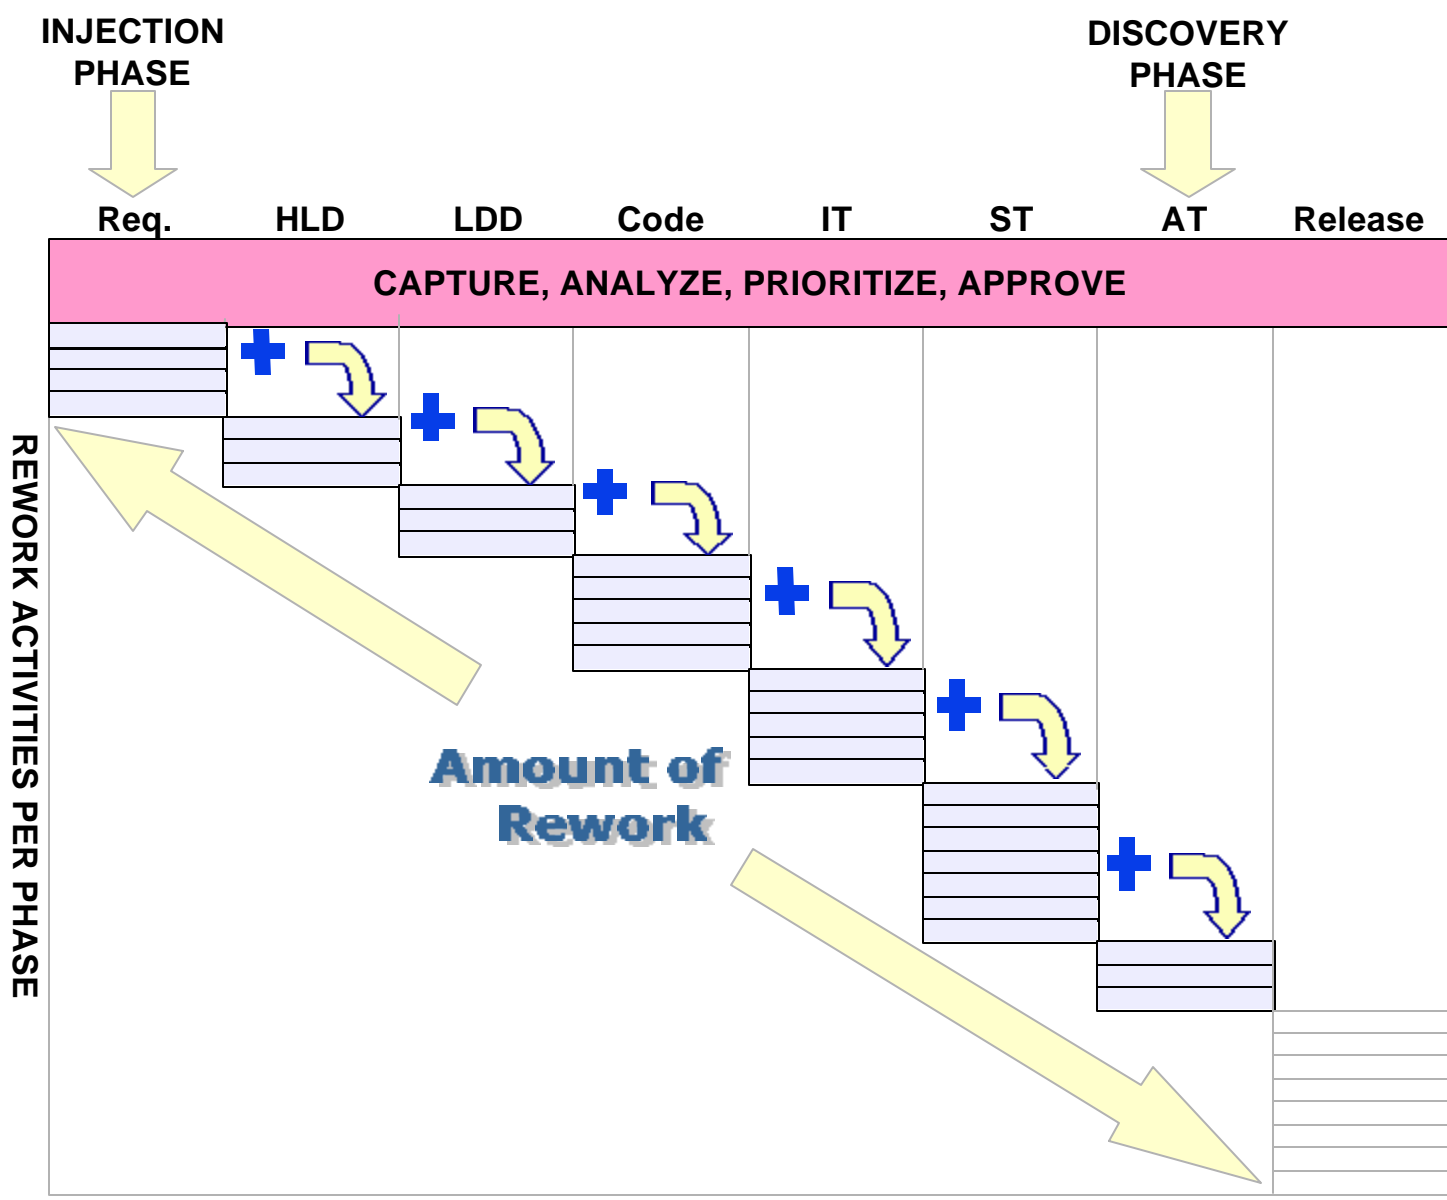 INJECTION
PHASE
DISCOVERY
PHASE
Req. HLD LDD Code IT ST AT Release
CAPTURE, ANALYZE, PRIORITIZE, APPROVE
REWORK ACTIVITIES PER PHASE
Amount of
Rework